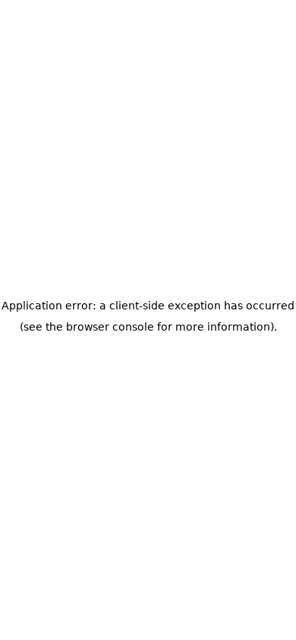 Application error: a client-side exception has occurred
(see the browser console for more information).